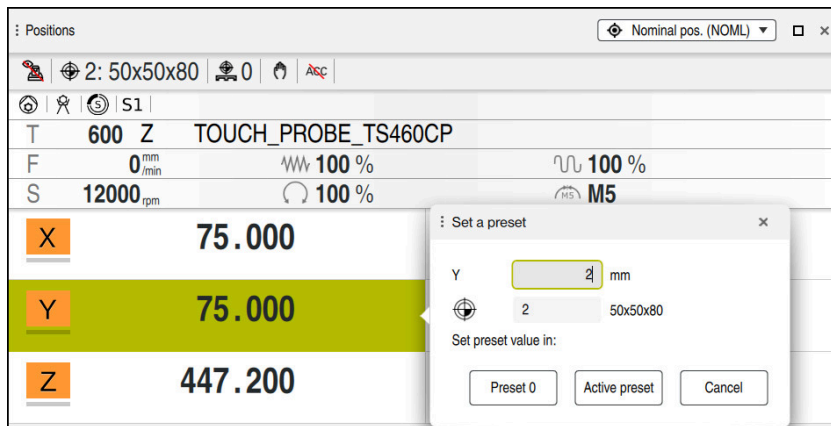 Positions
Nominal pos. (NOML)
2: 50x50x80 0 ACC
S S1
T 600 Z TOUCH_PROBE_TS460CP
F 0 mm/min 100 % 100 %
S 12000 rpm 100 % M5 M5
X 75.000
Set a preset
Y 2 mm
Y 75.000
2 50x50x80
Set preset value in:
Z 447.200
Preset 0 Active preset Cancel